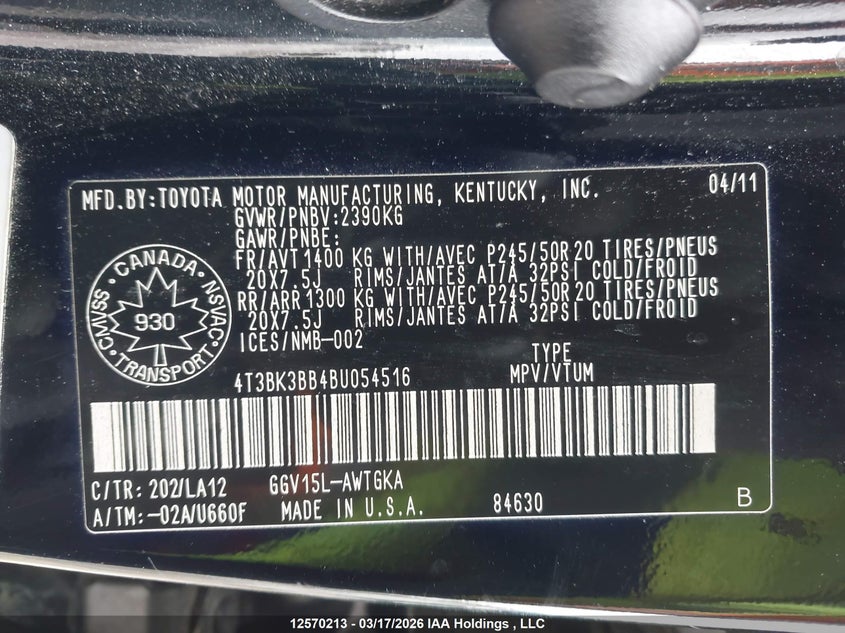 MFD.BY:TOYOTA MOTOR MANUFACTURING, KENTUCKY, INC. 04/11
GVWR/PNBV:2390KG
GAWR/PNBE:
FR/AVT1400 KG WITH/AVEC P245/50R20 TIRES/PNEUS
20X7.5J RIMS/JANTES AT/À 32PSI COLD/FROID
RR/ARR1300 KG WITH/AVEC P245/50R20 TIRES/PNEUS
20X7.5J RIMS/JANTES AT/À 32PSI COLD/FROID
ICES/NMB-002
CANADA
CMVSS NSVAC
930
TRANSPORT
TYPE
4T3BK3BB4BU054516 MPV/VTUM
C/TR: 202/LA12 GGV15L-AWTGKA
A/TM:-02A/U660F MADE IN U.S.A. 84630 B
12570213 - 03/17/2026 IAA Holdings , LLC